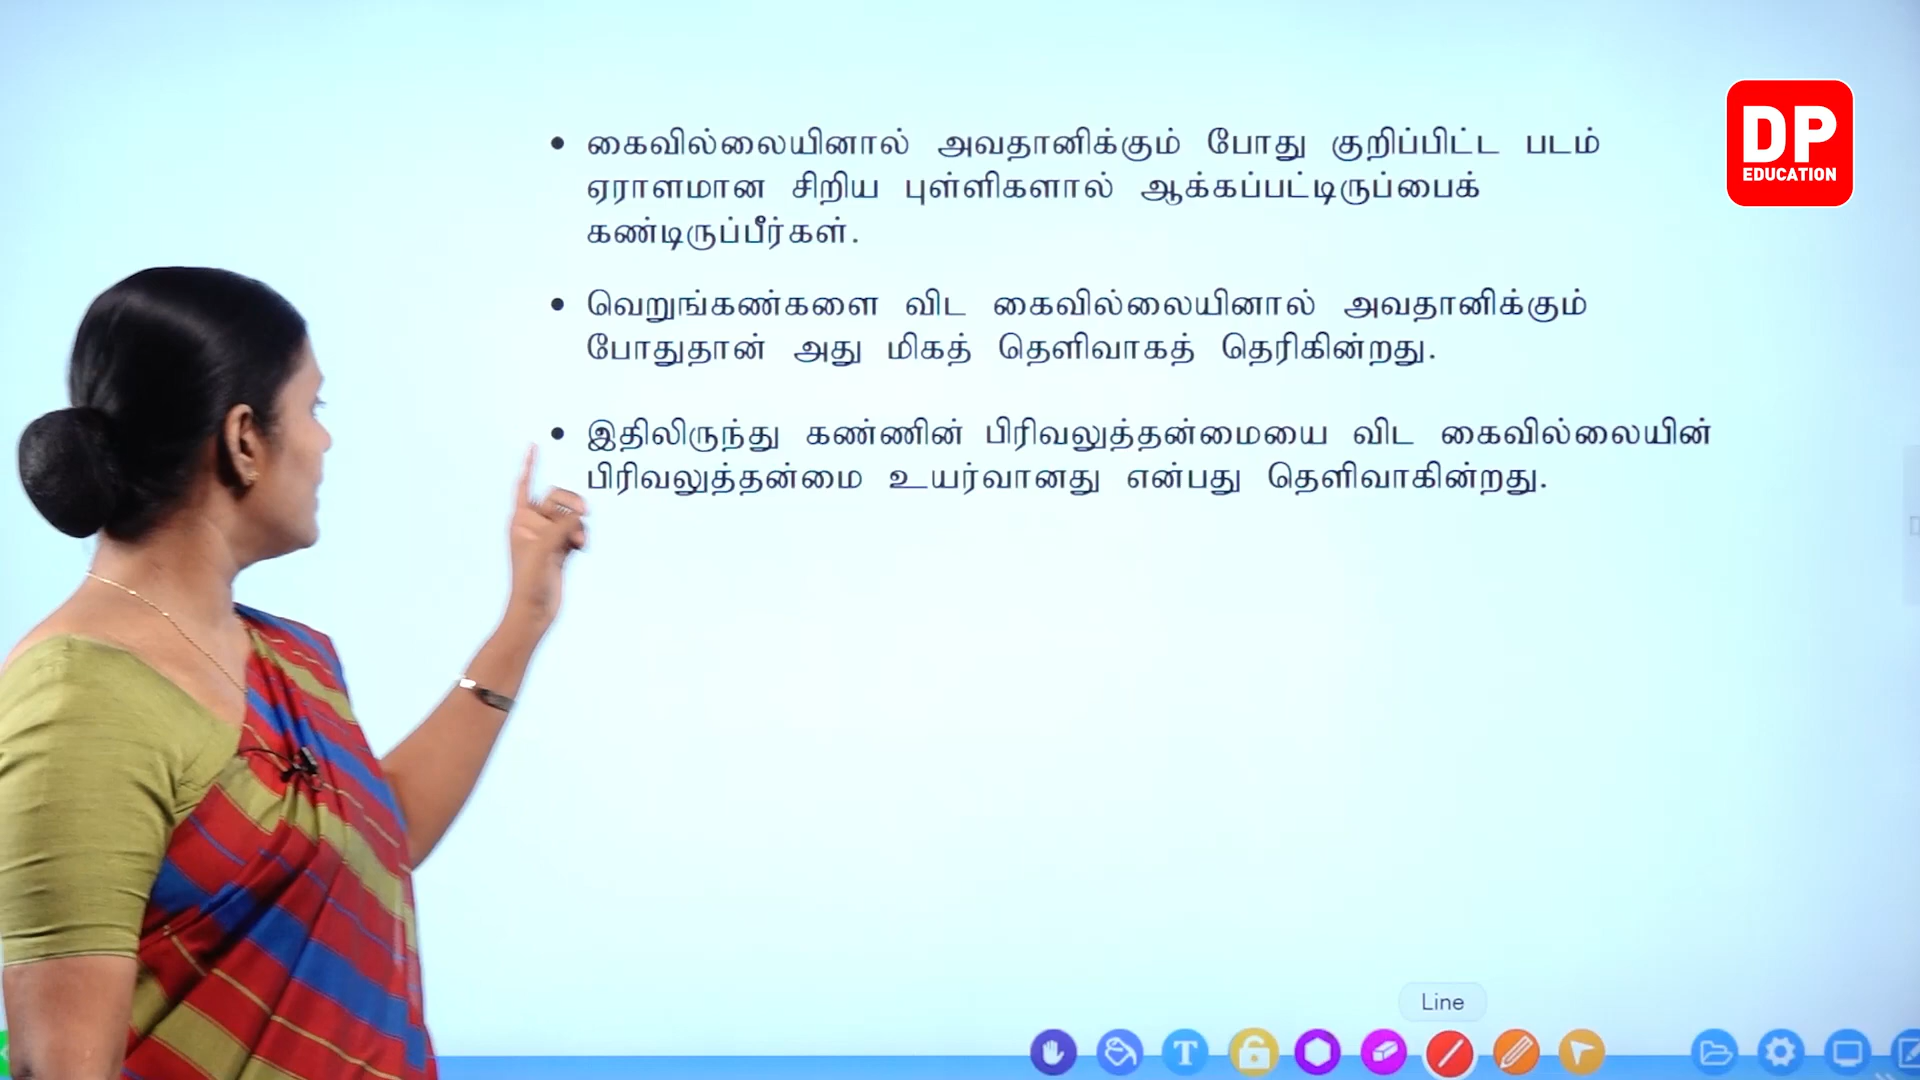 DP
EDUCATION
• கைவில்லையினால் அவதானிக்கும் போது குறிப்பிட்ட படம்
ஏராளமான சிறிய புள்ளிகளால் ஆக்கப்பட்டிருப்பைக்
கண்டிருப்பீர்கள்.
• வெறுங்கண்களை விட கைவில்லையினால் அவதானிக்கும்
போதுதான் அது மிகத் தெளிவாகத் தெரிகின்றது.
• இதிலிருந்து கண்ணின் பிரிவலுத்தன்மையை விட கைவில்லையின்
பிரிவலுத்தன்மை உயர்வானது என்பது தெளிவாகின்றது.
Line
T